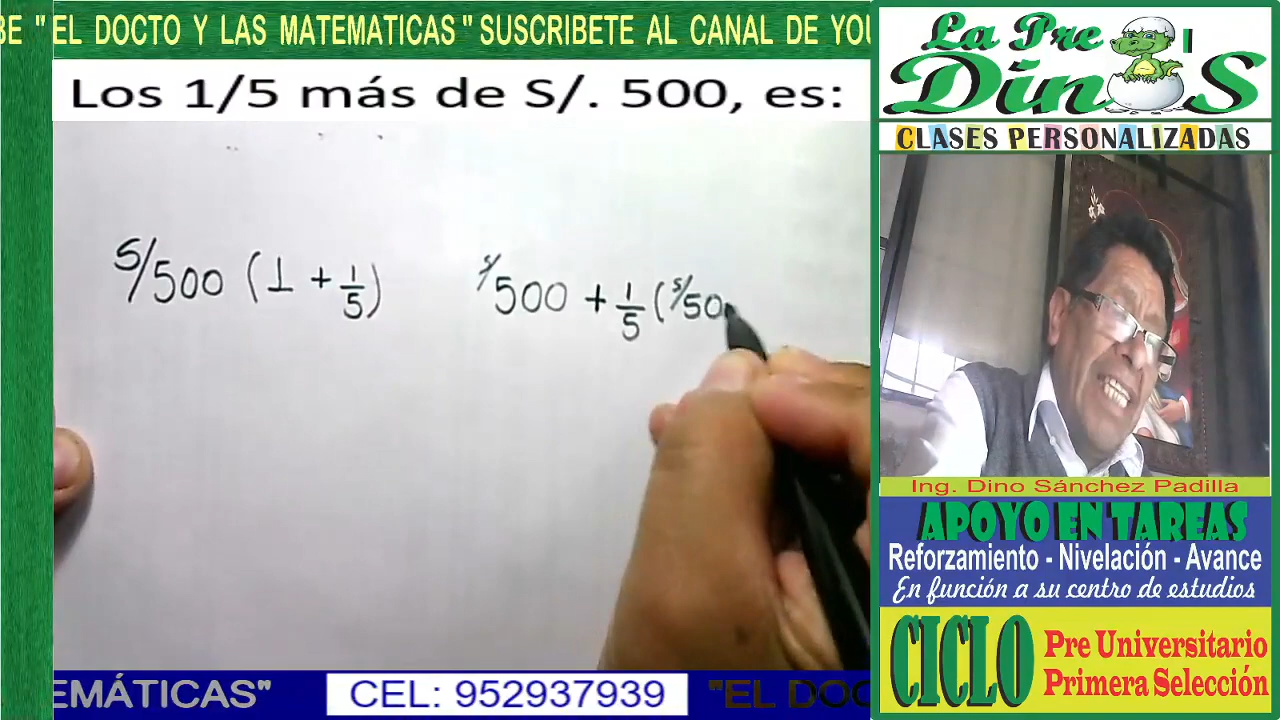 BE "EL DOCTO Y LAS MATEMATICAS" SUSCRIBETE AL CANAL DE YOU
Los 1/5 más de S/. 500, es:
S/500 (1 + 1/5)
S/500 + 1/5 (S/50
EMÁTICAS"
CEL: 952937939
"EL DOC
La Pre
Dino'S
CLASES PERSONALIZADAS
Ing. Dino Sánchez Padilla
APOYO EN TAREAS
Reforzamiento - Nivelación - Avance
En función a su centro de estudios
CICLO
Pre Universitario
Primera Selección